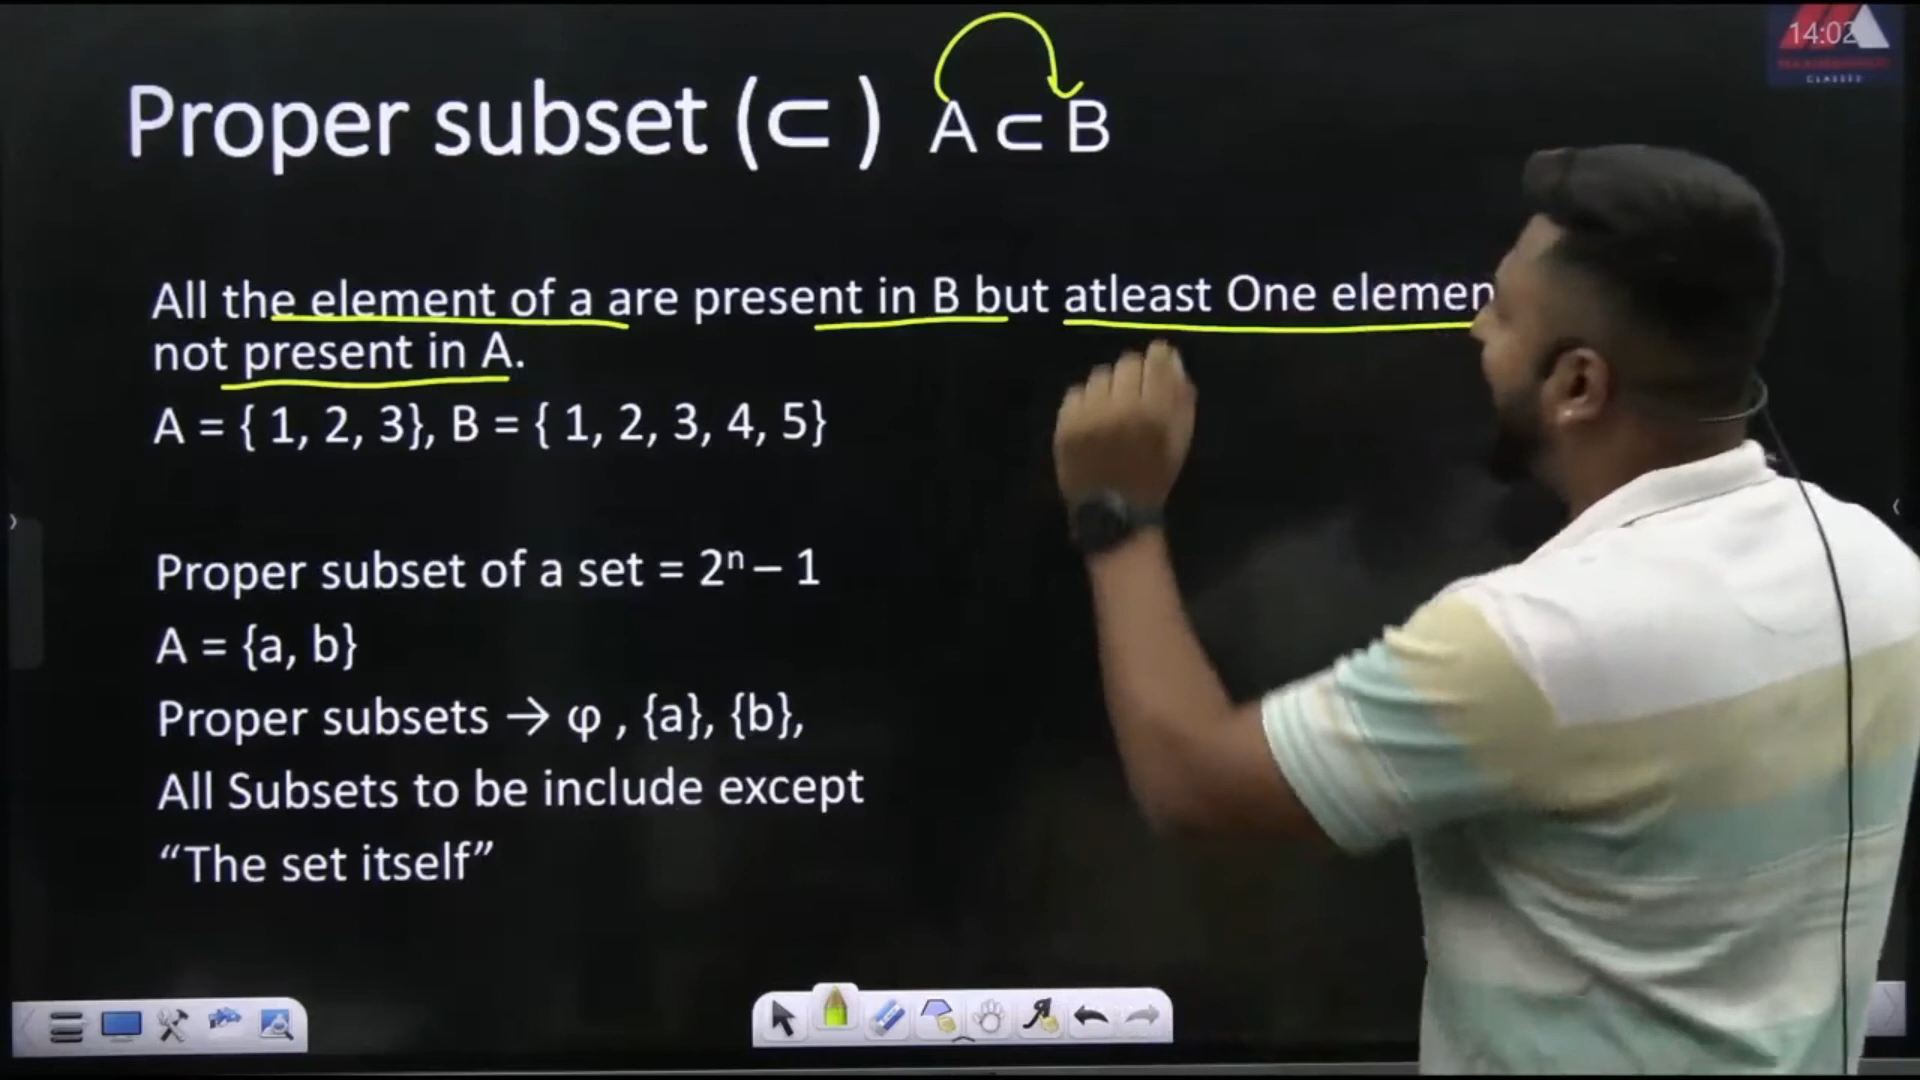 14:02
CLASSES
Proper subset (⊂ ) A ⊂ B
All the element of a are present in B but atleast One
not present in A.
A = { 1, 2, 3}, B = { 1, 2, 3, 4, 5}
Proper subset of a set = 2ⁿ – 1
A = {a, b}
Proper subsets → φ , {a}, {b},
All Subsets to be include except
“The set itself”